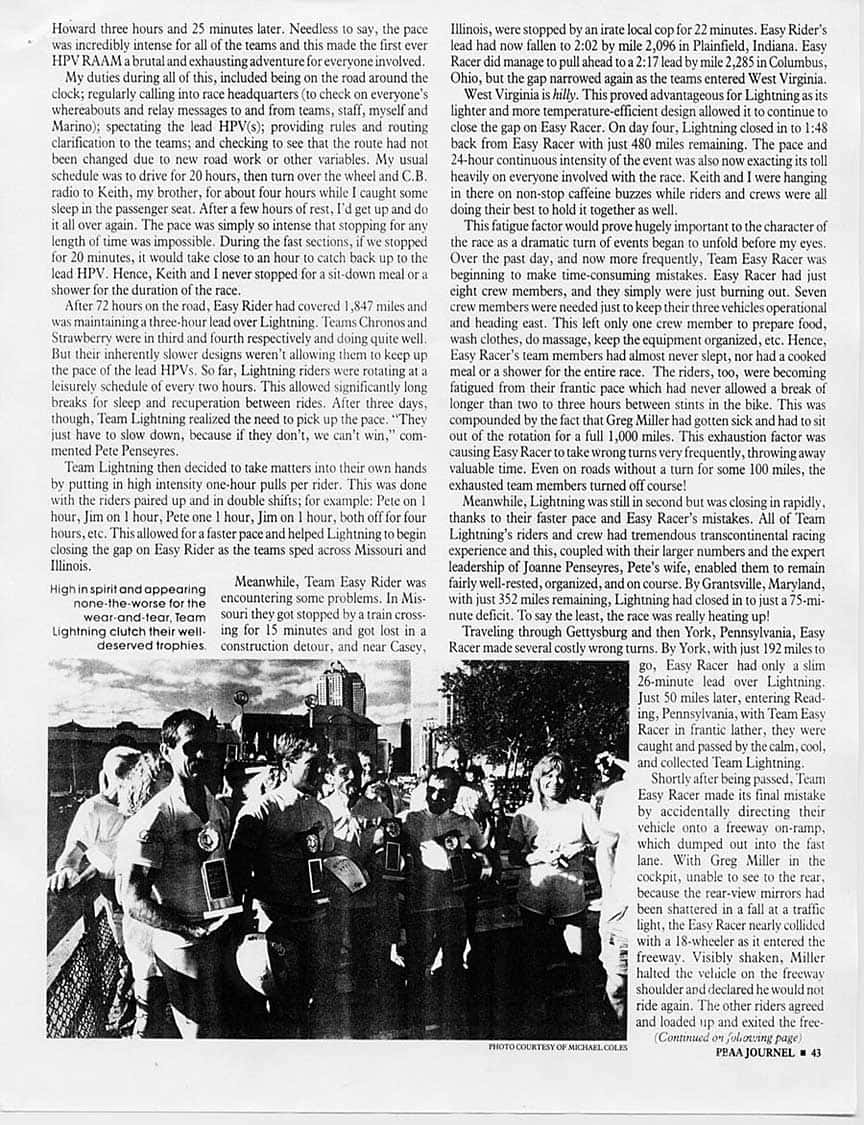 Howard three hours and 25 minutes later. Needless to say, the pace
was incredibly intense for all of the teams and this made the first ever
HPV RAAM a brutal and exhausting adventure for everyone involved.
My duties during all of this, included being on the road around the
clock; regularly calling into race headquarters (to check on everyone's
whereabouts and relay messages to and from teams, staff, myself and
Marino); spectating the lead HPV(s); providing rules and routing
clarification to the teams; and checking to see that the route had not
been changed due to new road work or other variables. My usual
schedule was to drive for 20 hours, then turn over the wheel and C.B.
radio to Keith, my brother, for about four hours while I caught some
sleep in the passenger seat. After a few hours of rest, I'd get up and do
it all over again. The pace was simply so intense that stopping for any
length of time was impossible. During the fast sections, if we stopped
for 20 minutes, it would take close to an hour to catch back up to the
lead HPV. Hence, Keith and I never stopped for a sit-down meal or a
shower for the duration of the race.
After 72 hours on the road, Easy Rider had covered 1,847 miles and
was maintaining a three-hour lead over Lightning. Teams Chronos and
Strawberry were in third and fourth respectively and doing quite well.
But their inherently slower designs weren't allowing them to keep up
the pace of the lead HPVs. So far, Lightning riders were rotating at a
leisurely schedule of every two hours. This allowed significantly long
breaks for sleep and recuperation between rides. After three days,
though, Team Lightning realized the need to pick up the pace. "They
just have to slow down, because if they don't, we can't win," com-
mented Pete Penseyres.
Team Lightning then decided to take matters into their own hands
by putting in high intensity one-hour pulls per rider. This was done
with the riders paired up and in double shifts; for example: Pete on 1
hour, Jim on 1 hour, Pete one 1 hour, Jim on 1 hour, both off for four
hours, etc. This allowed for a faster pace and helped Lightning to begin
closing the gap on Easy Rider as the teams sped across Missouri and
Illinois.
Meanwhile, Team Easy Rider was
encountering some problems. In Mis-
souri they got stopped by a train cross-
ing for 15 minutes and got lost in a
construction detour, and near Casey,
High in spirit and appearing
none-the-worse for the
wear-and-tear, Team
Lightning clutch their well-
deserved trophies.
Illinois, were stopped by an irate local cop for 22 minutes. Easy Rider's
lead had now fallen to 2:02 by mile 2,096 in Plainfield, Indiana. Easy
Racer did manage to pull ahead to a 2:17 lead by mile 2,285 in Columbus,
Ohio, but the gap narrowed again as the teams entered West Virginia.
West Virginia is hilly. This proved advantageous for Lightning as its
lighter and more temperature-efficient design allowed it to continue to
close the gap on Easy Racer. On day four, Lightning closed in to 1:48
back from Easy Racer with just 480 miles remaining. The pace and
24-hour continuous intensity of the event was also now exacting its toll
heavily on everyone involved with the race. Keith and I were hanging
in there on non-stop caffeine buzzes while riders and crews were all
doing their best to hold it together as well.
This fatigue factor would prove hugely important to the character of
the race as a dramatic turn of events began to unfold before my eyes.
Over the past day, and now more frequently, Team Easy Racer was
beginning to make time-consuming mistakes. Easy Racer had just
eight crew members, and they simply were just burning out. Seven
crew members were needed just to keep their three vehicles operational
and heading east. This left only one crew member to prepare food,
wash clothes, do massage, keep the equipment organized, etc. Hence,
Easy Racer's team members had almost never slept, nor had a cooked
meal or a shower for the entire race. The riders, too, were becoming
fatigued from their frantic pace which had never allowed a break of
longer than two to three hours between stints in the bike. This was
compounded by the fact that Greg Miller had gotten sick and had to sit
out of the rotation for a full 1,000 miles. This exhaustion factor was
causing Easy Racer to take wrong turns very frequently, throwing away
valuable time. Even on roads without a turn for some 100 miles, the
exhausted team members turned off course!
Meanwhile, Lightning was still in second but was closing in rapidly,
thanks to their faster pace and Easy Racer's mistakes. All of Team
Lightning's riders and crew had tremendous transcontinental racing
experience and this, coupled with their larger numbers and the expert
leadership of Joanne Penseyres, Pete's wife, enabled them to remain
fairly well-rested, organized, and on course. By Grantsville, Maryland,
with just 352 miles remaining, Lightning had closed in to just a 75-mi-
nute deficit. To say the least, the race was really heating up!
Traveling through Gettysburg and then York, Pennsylvania, Easy
Racer made several costly wrong turns. By York, with just 192 miles to
go, Easy Racer had only a slim
26-minute lead over Lightning.
Just 50 miles later, entering Read-
ing, Pennsylvania, with Team Easy
Racer in frantic lather, they were
caught and passed by the calm, cool,
and collected Team Lightning.
Shortly after being passed, Team
Easy Racer made its final mistake
by accidentally directing their
vehicle onto a freeway on-ramp,
which dumped out into the fast
lane. With Greg Miller in the
cockpit, unable to see to the rear,
because the rear-view mirrors had
been shattered in a fall at a traffic
light, the Easy Racer nearly collided
with a 18-wheeler as it entered the
freeway. Visibly shaken, Miller
halted the vehicle on the freeway
shoulder and declared he would not
ride again. The other riders agreed
and loaded up and exited the free-
(Continued on following page)
PHOTO COURTESY OF MICHAEL COLES
PBAA JOURNEL ■ 43